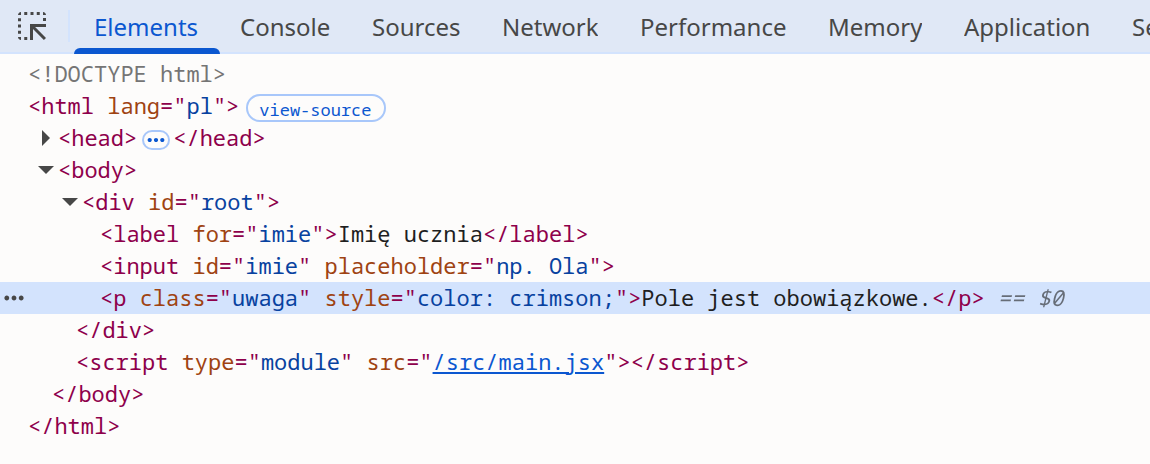 Elements Console Sources Network Performance Memory Application
<!DOCTYPE html>
<html lang="pl"> view-source
<head> ••• </head>
<body>
<div id="root">
<label for="imie">Imię ucznia</label>
<input id="imie" placeholder="np. Ola">
<p class="uwaga" style="color: crimson;">Pole jest obowiązkowe.</p> == $0
</div>
<script type="module" src="/src/main.jsx"></script>
</body>
</html>